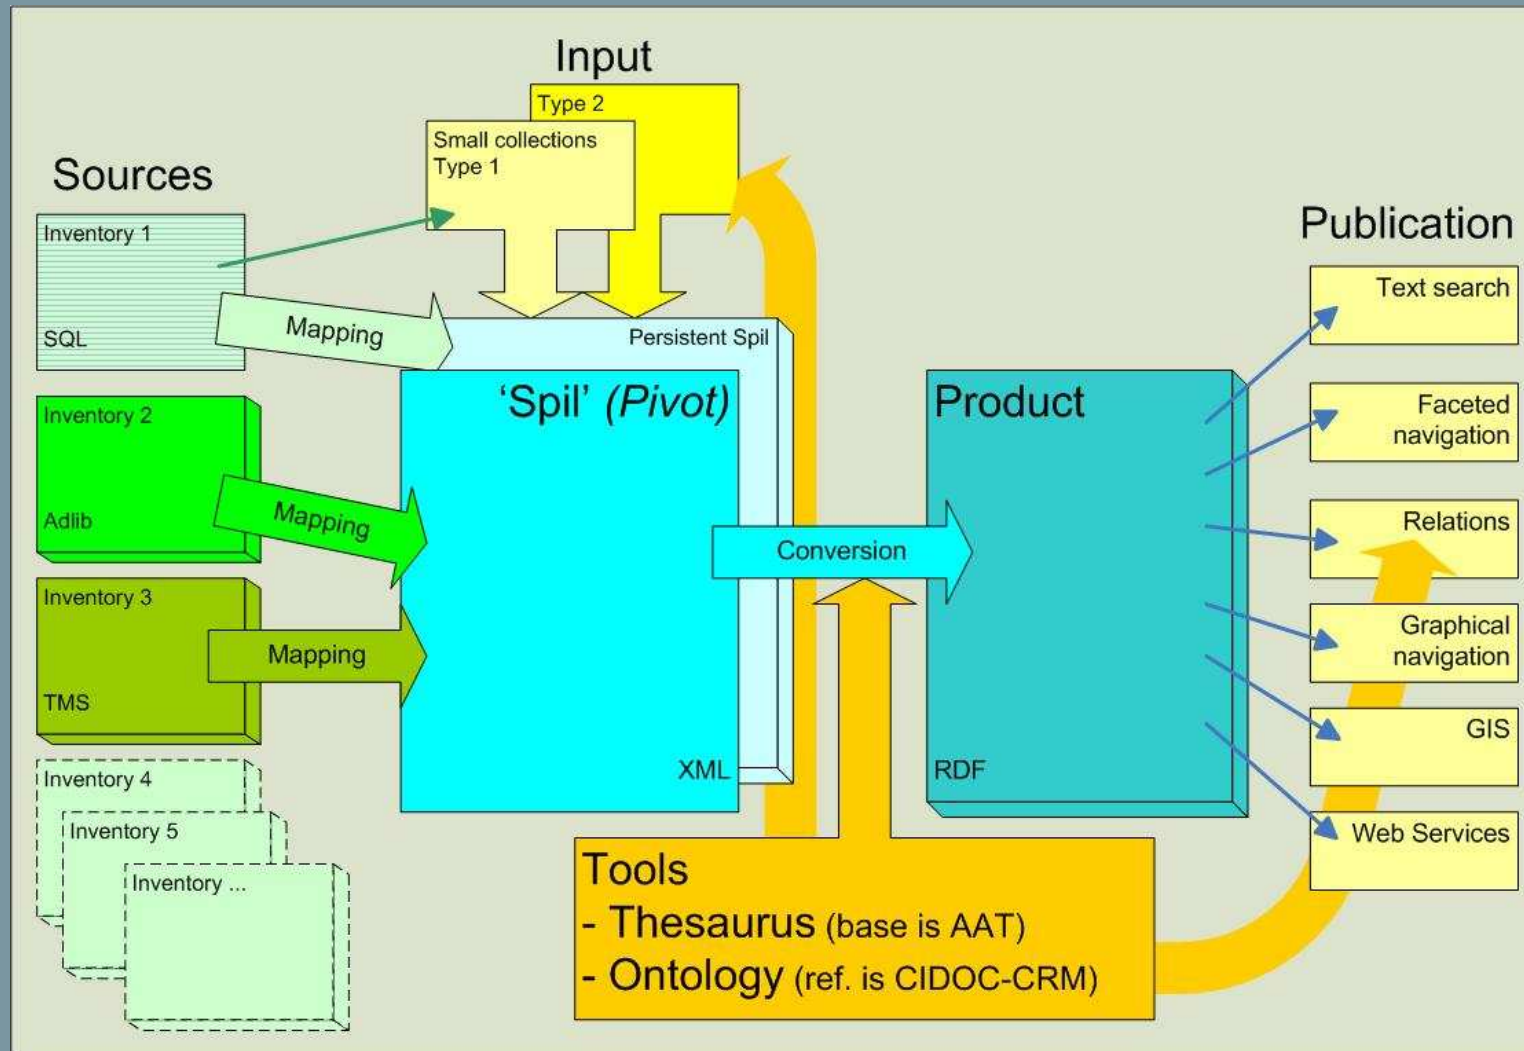 Input
Type 2
Small collections
Type 1
Sources
Inventory 1
SQL
Mapping
Inventory 2
Adlib
Mapping
Inventory 3
TMS
Mapping
Inventory 4
Inventory 5
Inventory ...
Persistent Spil
‘Spil’ (Pivot)
XML
Conversion
Product
RDF
Tools
- Thesaurus (base is AAT)
- Ontology (ref. is CIDOC-CRM)
Publication
Text search
Faceted
navigation
Relations
Graphical
navigation
GIS
Web Services